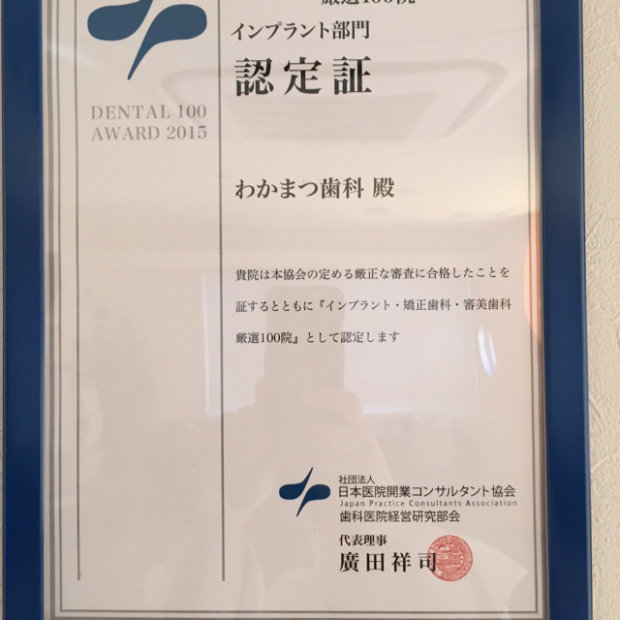 厳選100院
インプラント部門
認定証
DENTAL 100
AWARD 2015
わかまつ歯科 殿
貴院は本協会の定める厳正な審査に合格したことを
証するとともに『インプラント・矯正歯科・審美歯科
厳選100院』として認定します
社団法人
日本医院開業コンサルタント協会
Japan Practice Consultants Association
歯科医院経営研究部会
代表理事
廣田祥司